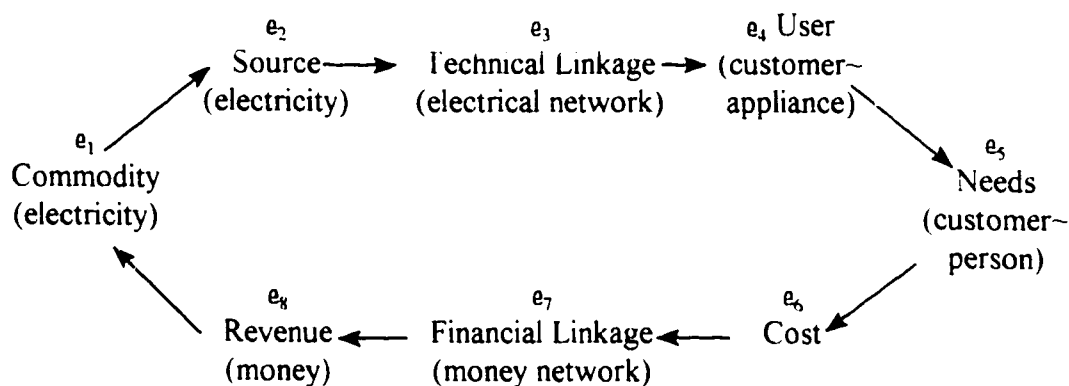 e₂
Source
(electricity)
e₃
Technical Linkage
(electrical network)
e₄ User
(customer~
appliance)
e₁
Commodity
(electricity)
e₅
Needs
(customer~
person)
e₈
Revenue
(money)
e₇
Financial Linkage
(money network)
e₆
Cost